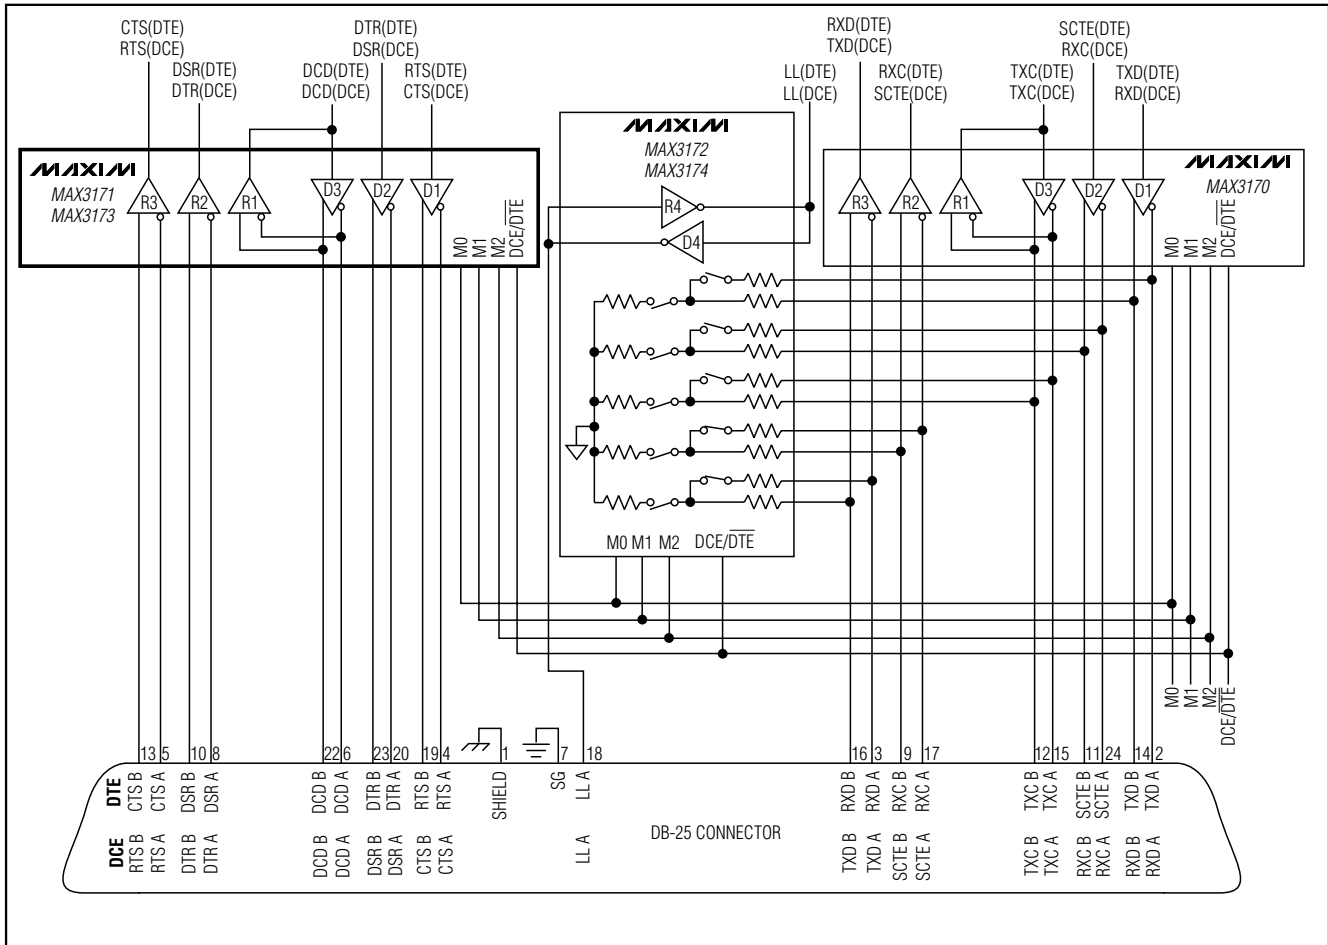 CTS(DTE)
RTS(DCE)
DSR(DTE)
DTR(DCE)
DCD(DTE)
DCD(DCE)
DTR(DTE)
DSR(DCE)
RTS(DTE)
CTS(DCE)
LL(DTE)
LL(DCE)
RXD(DTE)
TXD(DCE)
RXC(DTE)
SCTE(DCE)
TXC(DTE)
TXC(DCE)
SCTE(DTE)
RXC(DCE)
TXD(DTE)
RXD(DCE)
MAXIM
MAX3171
MAX3173
R3
R2
R1
D3
D2
D1
M0
M1
M2
DCE/DTE
MAXIM
MAX3172
MAX3174
R4
D4
M0 M1 M2 DCE/DTE
MAXIM
MAX3170
R3
R2
R1
D3
D2
D1
M0
M1
M2
DCE/DTE
M0
M1
M2
DCE/DTE
13 5 10 8 22 6 23 20 19 4 1 7 18 16 3 9 17 12 15 11 24 14 2
DTE
CTS B
CTS A
DSR B
DSR A
DCD B
DCD A
DTR B
DTR A
RTS B
RTS A
SHIELD
SG
LL A
RXD B
RXD A
RXC B
RXC A
TXC B
TXC A
SCTE B
SCTE A
TXD B
TXD A
DB-25 CONNECTOR
DCE
RTS B
RTS A
DTR B
DTR A
DCD B
DCD A
DSR B
DSR A
CTS B
CTS A
LL A
TXD B
TXD A
SCTE B
SCTE A
TXC B
TXC A
RXC B
RXC A
RXD B
RXD A